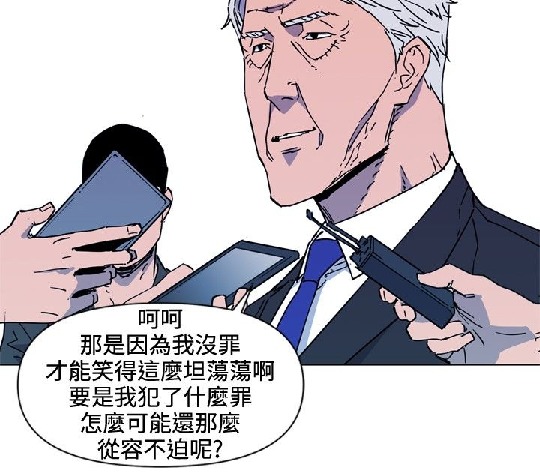 呵呵
那是因為我沒罪
才能笑得這麼坦蕩蕩啊
要是我犯了什麼罪
怎麼可能還那麼
從容不迫呢?